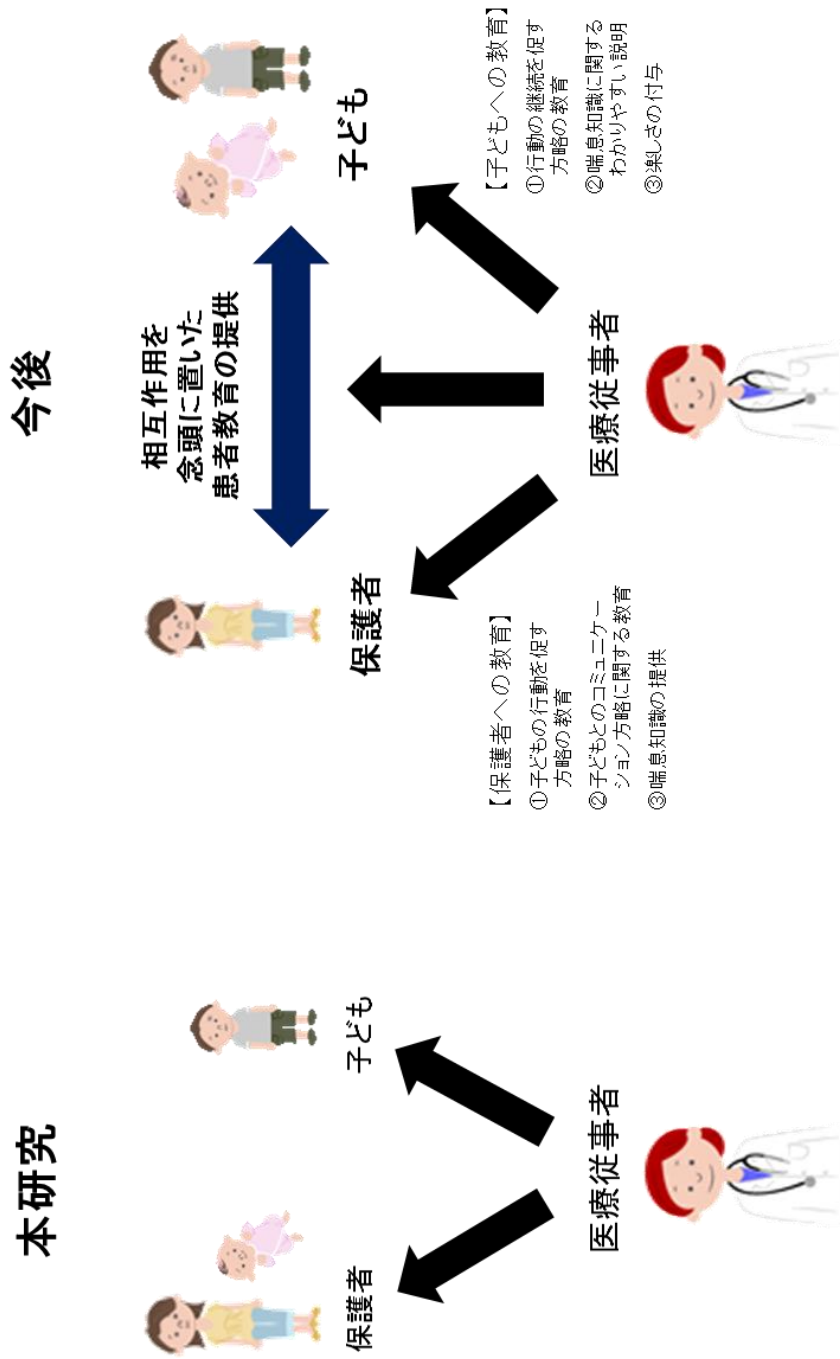 本研究
保護者
子ども
医療従事者
今後
相互作用を
念頭に置いた
患者教育の提供
保護者
子ども
【保護者への教育】
①子どもの行動を促す
方略の教育
②子どもとのコミュニケー
ション方略に関する教育
③喘息知識の提供
医療従事者
【子どもへの教育】
①行動の継続を促す
方略の教育
②喘息知識に関する
わかりやすい説明
③楽しさの付与